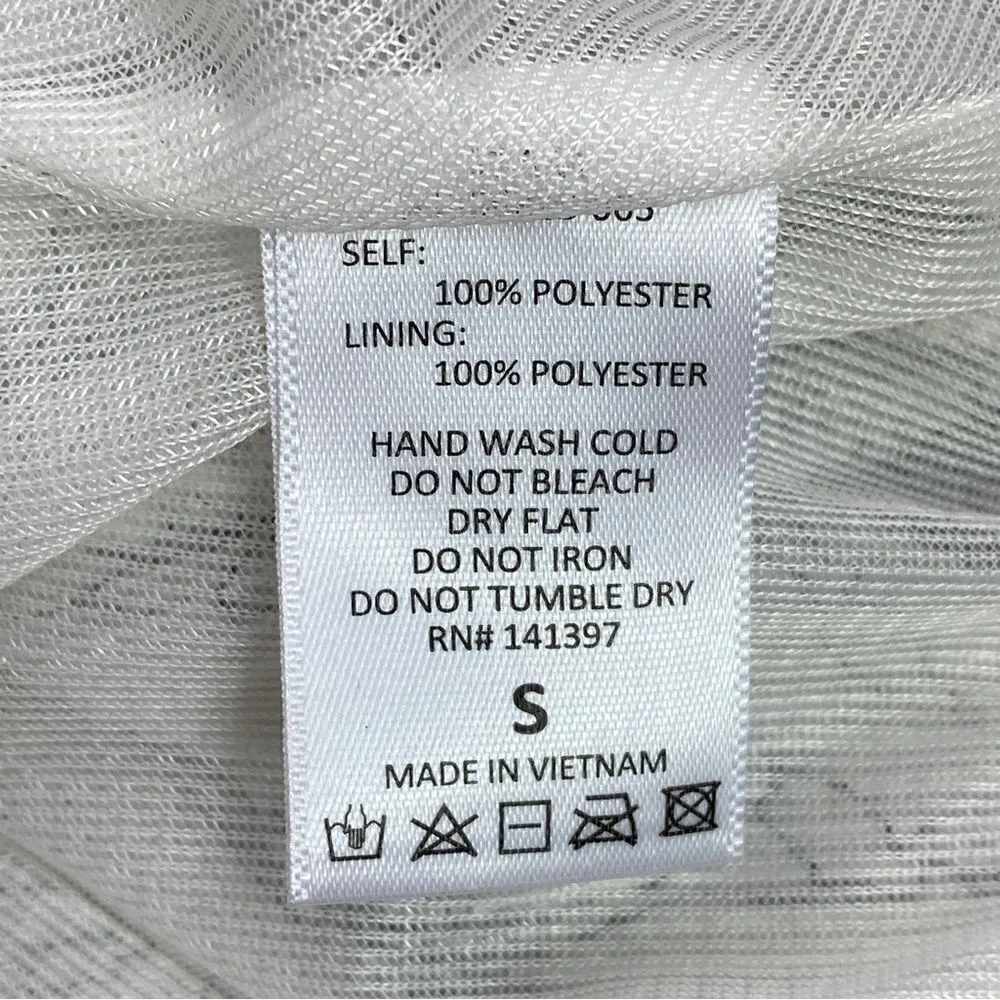 SELF:
100% POLYESTER
LINING:
100% POLYESTER
HAND WASH COLD
DO NOT BLEACH
DRY FLAT
DO NOT IRON
DO NOT TUMBLE DRY
RN# 141397
S
MADE IN VIETNAM